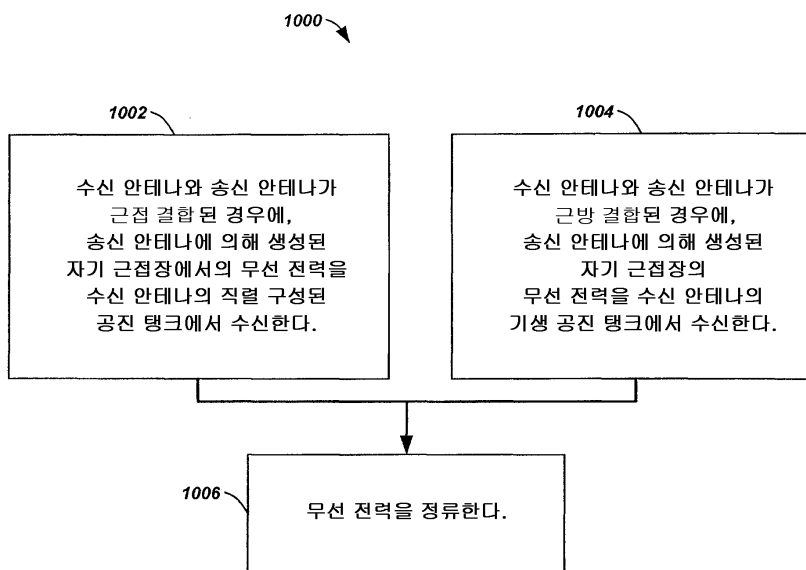 1000
1002
수신 안테나와 송신 안테나가
근접 결합된 경우에,
송신 안테나에 의해 생성된
자기 근접장에서의 무선 전력을
수신 안테나의 직렬 구성된
공진 탱크에서 수신한다.
1004
수신 안테나와 송신 안테나가
근방 결합된 경우에,
송신 안테나에 의해 생성된
자기 근접장의
무선 전력을 수신 안테나의
기생 공진 탱크에서 수신한다.
1006
무선 전력을 정류한다.